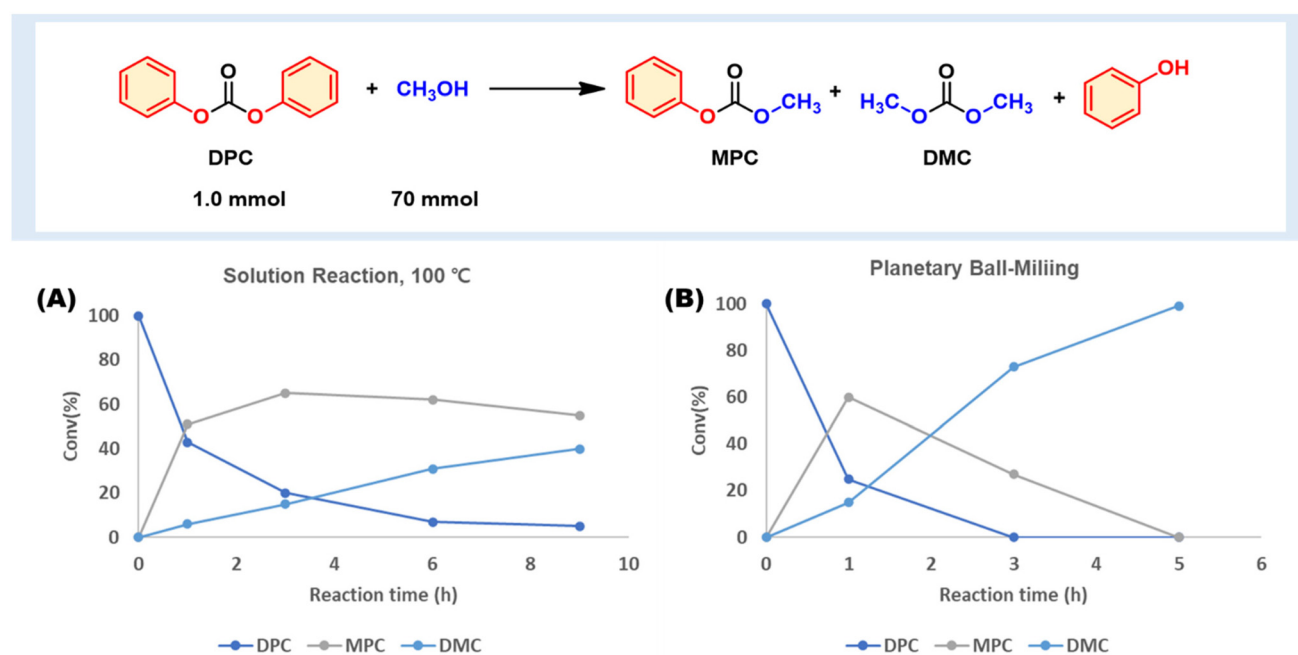 O O
+ CH₃OH + H₃C CH₃ + OH
O O O O CH₃ O O
DPC MPC DMC
1.0 mmol 70 mmol
Solution Reaction, 100 ℃
(A)
100
80
60
40
20
0
Conv(%)
0 2 4 6 8 10
Reaction time (h)
DPC MPC DMC
Planetary Ball-Miliing
(B)
100
80
60
40
20
0
Conv(%)
0 1 2 3 4 5 6
Reaction time (h)
DPC MPC DMC